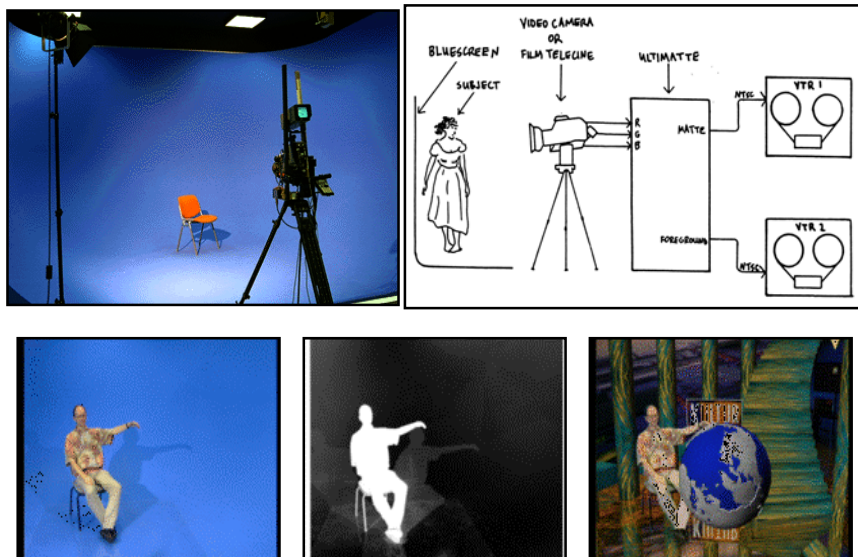 VIDEO CAMERA
OR
FILM TELECINE
BLUESCREEN
SUBJECT
ULTIMATTE
NTSC
VTR 1
R
G
B
MATTE
FOREGROUND
NTSC
VTR 2